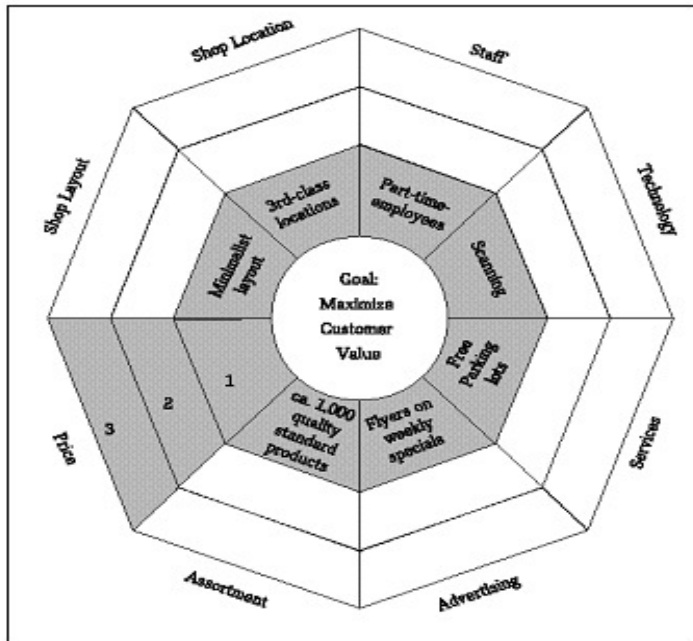 Shop Location
Staff
Shop Layout
Technology
3rd-class
locations
Part-time-
employees
Minimalist
layout
Scanning
Goal:
Maximize
Customer
Value
Free
Parking
lots
1
2
3
ca. 1,000
quality
standard
products
Flyers on
weekly
specials
Price
Services
Assortment
Advertising